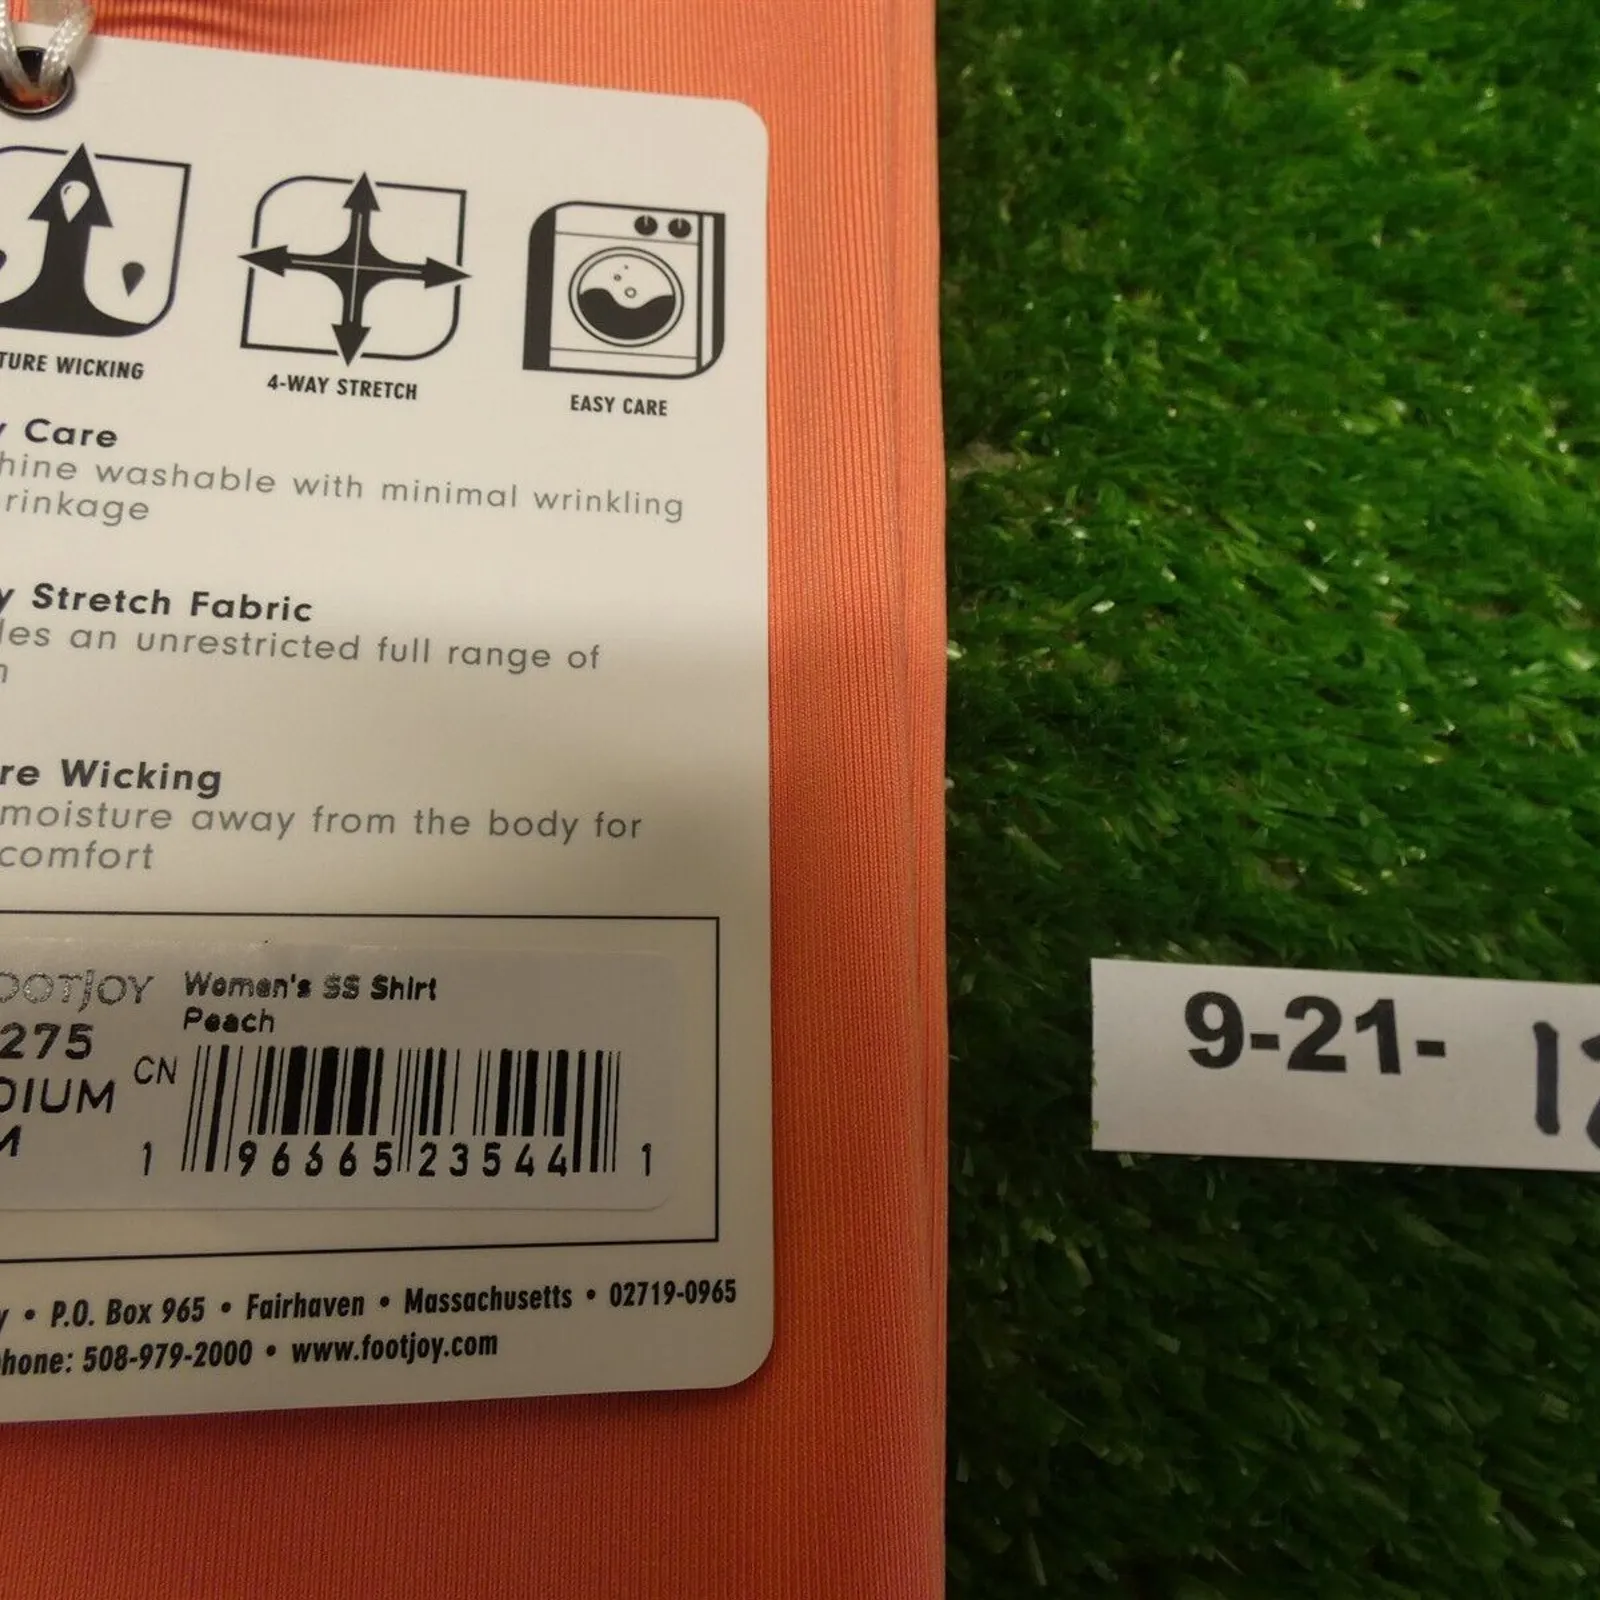 TURE WICKING
4-WAY STRETCH
EASY CARE
y Care
hine washable with minimal wrinkling
rinkage
y Stretch Fabric
des an unrestricted full range of
n
re Wicking
moisture away from the body for
comfort
OOTJOY
Women's SS Shirt
Peach
275
DIUM
M
CN
1 96665 23544 1
y • P.O. Box 965 • Fairhaven • Massachusetts • 02719-0965
hone: 508-979-2000 • www.footjoy.com
9-21-